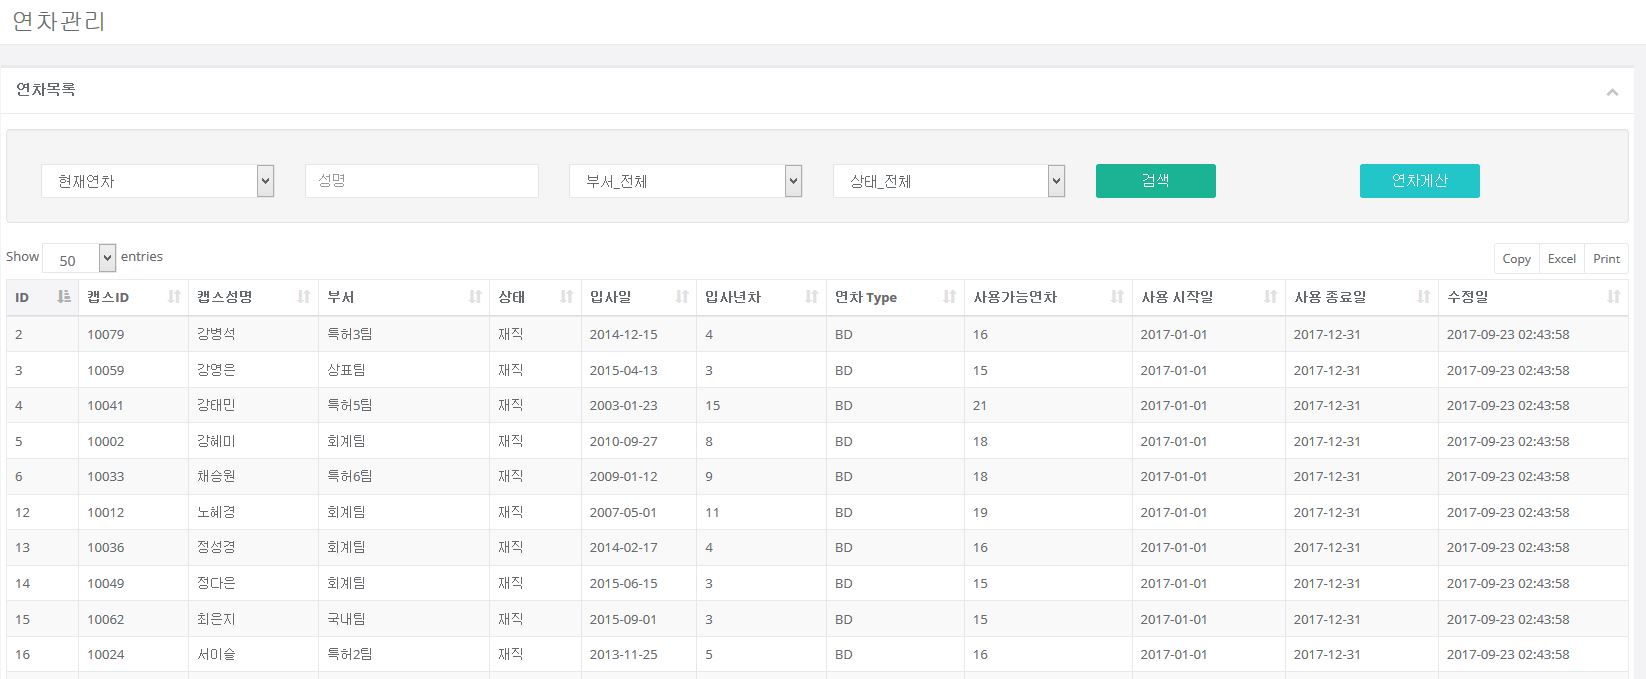 연차관리
연차목록
현재연차 성명 부서_전체 상태_전체 검색 연차계산
Show 50 entries Copy Excel Print
ID 캡스ID 캡스성명 부서 상태 입사일 입사년차 연차 Type 사용가능연차 사용 시작일 사용 종료일 수정일
2 10079 강병석 특허3팀 재직 2014-12-15 4 BD 16 2017-01-01 2017-12-31 2017-09-23 02:43:58
3 10059 강영은 상표팀 재직 2015-04-13 3 BD 15 2017-01-01 2017-12-31 2017-09-23 02:43:58
4 10041 강태민 특허5팀 재직 2003-01-23 15 BD 21 2017-01-01 2017-12-31 2017-09-23 02:43:58
5 10002 강혜미 회계팀 재직 2010-09-27 8 BD 18 2017-01-01 2017-12-31 2017-09-23 02:43:58
6 10033 채승원 특허6팀 재직 2009-01-12 9 BD 18 2017-01-01 2017-12-31 2017-09-23 02:43:58
12 10012 노혜경 회계팀 재직 2007-05-01 11 BD 19 2017-01-01 2017-12-31 2017-09-23 02:43:58
13 10036 정성경 회계팀 재직 2014-02-17 4 BD 16 2017-01-01 2017-12-31 2017-09-23 02:43:58
14 10049 정다은 회계팀 재직 2015-06-15 3 BD 15 2017-01-01 2017-12-31 2017-09-23 02:43:58
15 10062 최은지 국내팀 재직 2015-09-01 3 BD 15 2017-01-01 2017-12-31 2017-09-23 02:43:58
16 10024 서미슬 특허2팀 재직 2013-11-25 5 BD 16 2017-01-01 2017-12-31 2017-09-23 02:43:58